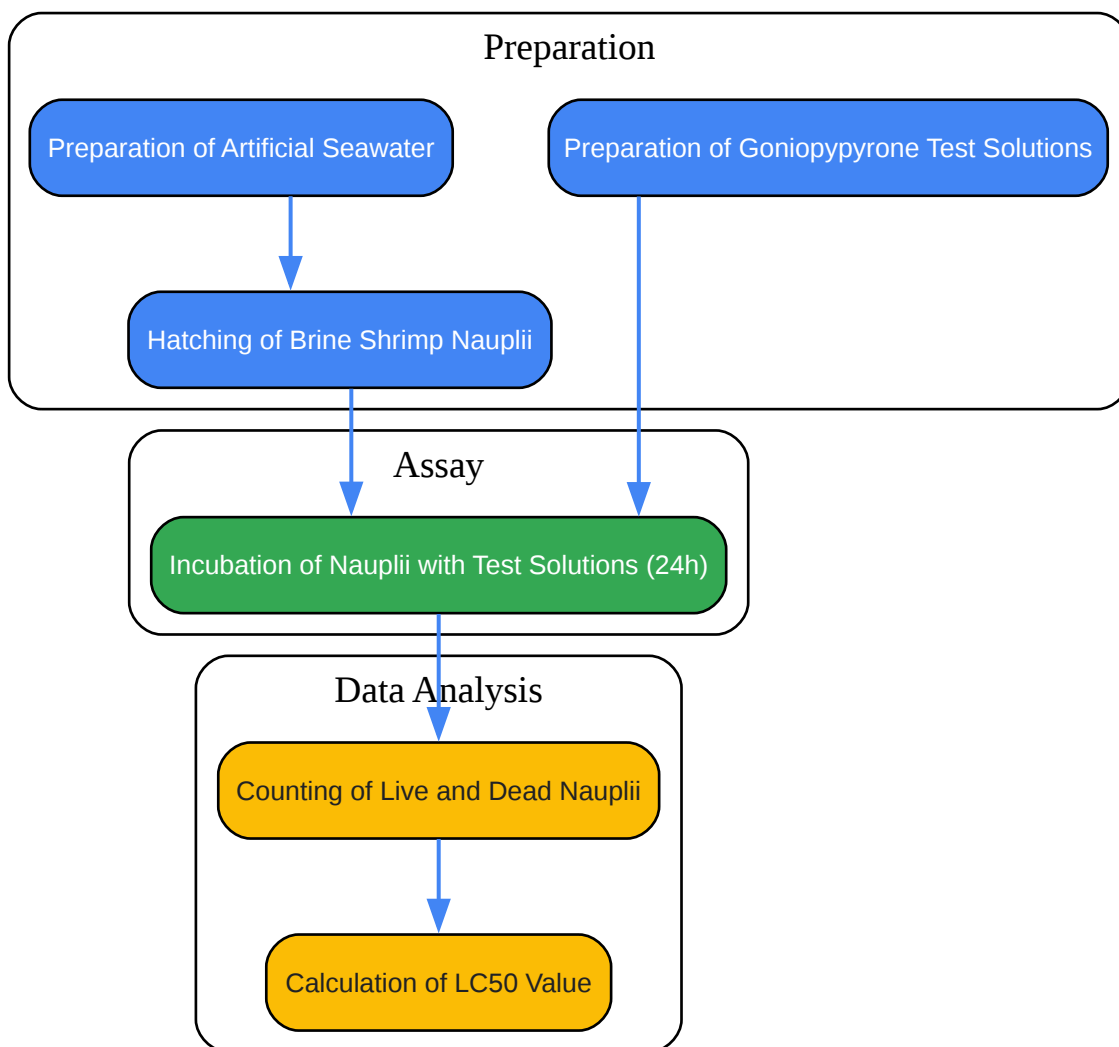 Preparation
Preparation of Artificial Seawater
Preparation of Goniopypyrone Test Solutions
Hatching of Brine Shrimp Nauplii
Assay
Incubation of Nauplii with Test Solutions (24h)
Data Analysis
Counting of Live and Dead Nauplii
Calculation of LC50 Value